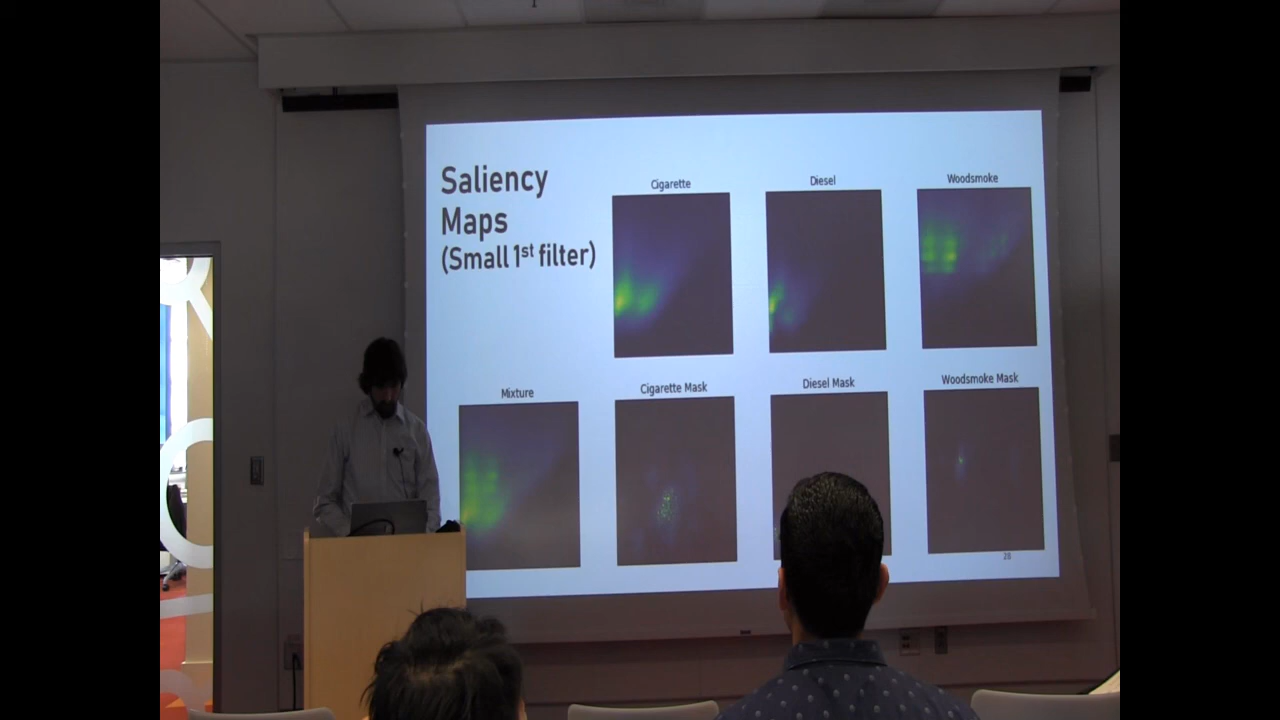 Saliency
Maps
(Small 1st filter)
Cigarette
Diesel
Woodsmoke
Mixture
Cigarette Mask
Diesel Mask
Woodsmoke Mask
28